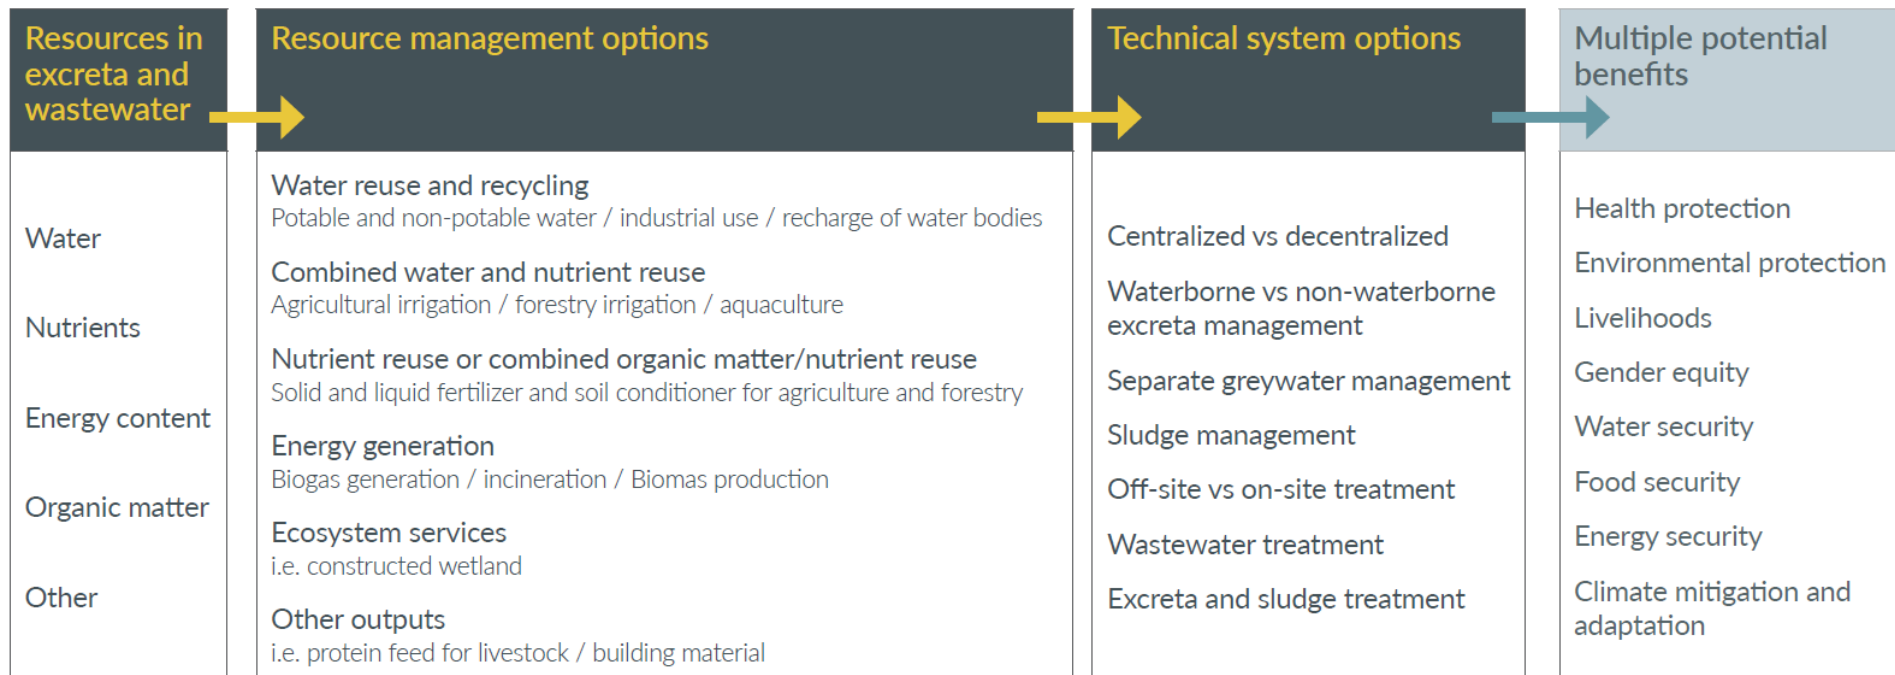 Resources in
excreta and
wastewater
Resource management options
Technical system options
Multiple potential
benefits
Water
Nutrients
Energy content
Organic matter
Other
Water reuse and recycling
Potable and non-potable water / industrial use / recharge of water bodies
Combined water and nutrient reuse
Agricultural irrigation / forestry irrigation / aquaculture
Nutrient reuse or combined organic matter/nutrient reuse
Solid and liquid fertilizer and soil conditioner for agriculture and forestry
Energy generation
Biogas generation / incineration / Biomas production
Ecosystem services
i.e. constructed wetland
Other outputs
i.e. protein feed for livestock / building material
Centralized vs decentralized
Waterborne vs non-waterborne
excreta management
Separate greywater management
Sludge management
Off-site vs on-site treatment
Wastewater treatment
Excreta and sludge treatment
Health protection
Environmental protection
Livelihoods
Gender equity
Water security
Food security
Energy security
Climate mitigation and
adaptation